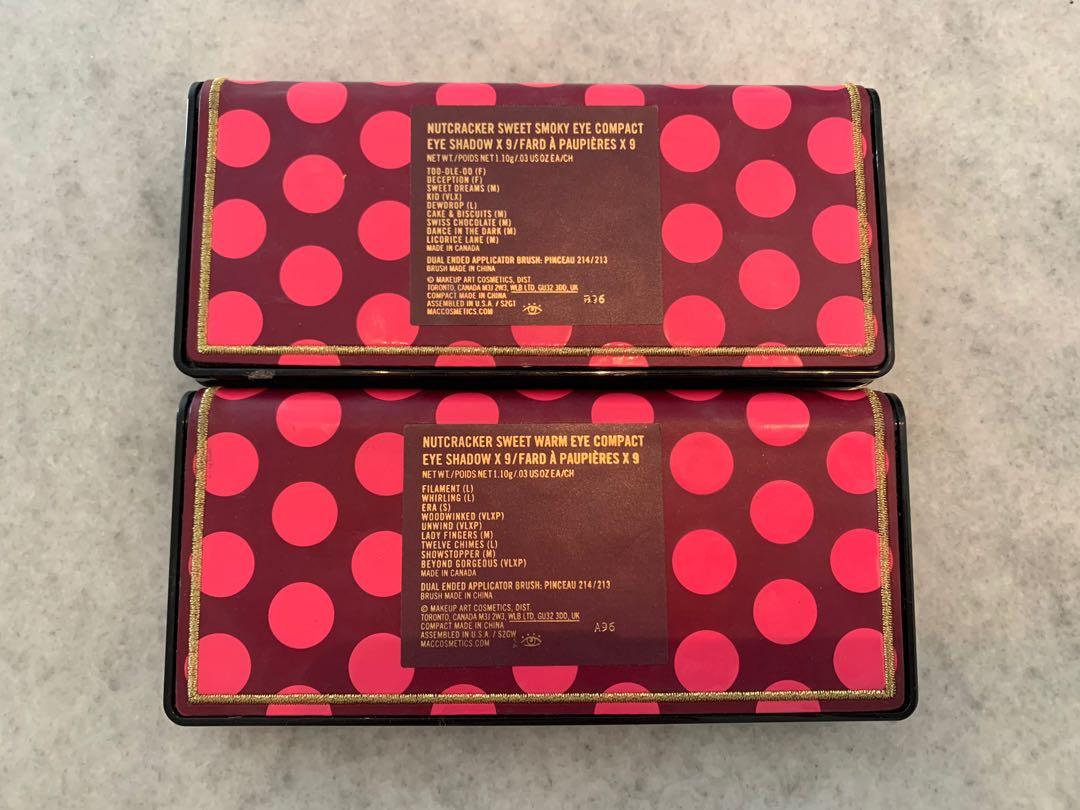 NUTCRACKER SWEET SMOKY EYE COMPACT
EYE SHADOW X 9/FARD À PAUPIÈRES X 9
NET WT./POIDS NET 1.10g/.03 US OZ EA/CH
TOO-DLE-OO (F)
DECEPTION (F)
SWEET DREAMS (M)
KID (VLX)
DEWDROP (L)
CAKE & BISCUITS (M)
SWISS CHOCOLATE (M)
DANCE IN THE DARK (M)
LICORICE LANE (M)
MADE IN CANADA
DUAL ENDED APPLICATOR BRUSH: PINCEAU 214/213
BRUSH MADE IN CHINA
© MAKEUP ART COSMETICS, DIST.
TORONTO, CANADA M3J 2W3, WLB LTD, GU32 3DD, UK
COMPACT MADE IN CHINA
ASSEMBLED IN U.S.A. / S2GT
MACCOSMETICS.COM
A96
NUTCRACKER SWEET WARM EYE COMPACT
EYE SHADOW X 9/FARD À PAUPIÈRES X 9
NET WT./POIDS NET 1.10g/.03 US OZ EA/CH
FILAMENT (L)
WHIRLING (L)
ERA (S)
WOODWINKED (VLXP)
UNWIND (VLXP)
LADY FINGERS (M)
TWELVE CHIMES (L)
SHOWSTOPPER (M)
BEYOND GORGEOUS (VLXP)
MADE IN CANADA
DUAL ENDED APPLICATOR BRUSH: PINCEAU 214/213
BRUSH MADE IN CHINA
© MAKEUP ART COSMETICS, DIST.
TORONTO, CANADA M3J 2W3, WLB LTD, GU32 3DD, UK
COMPACT MADE IN CHINA
ASSEMBLED IN U.S.A. / S2GW
MACCOSMETICS.COM
A96